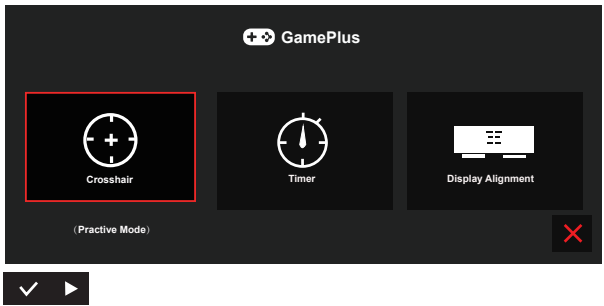 GamePlus
Crosshair
Timer
Display Alignment
（Practive Mode）